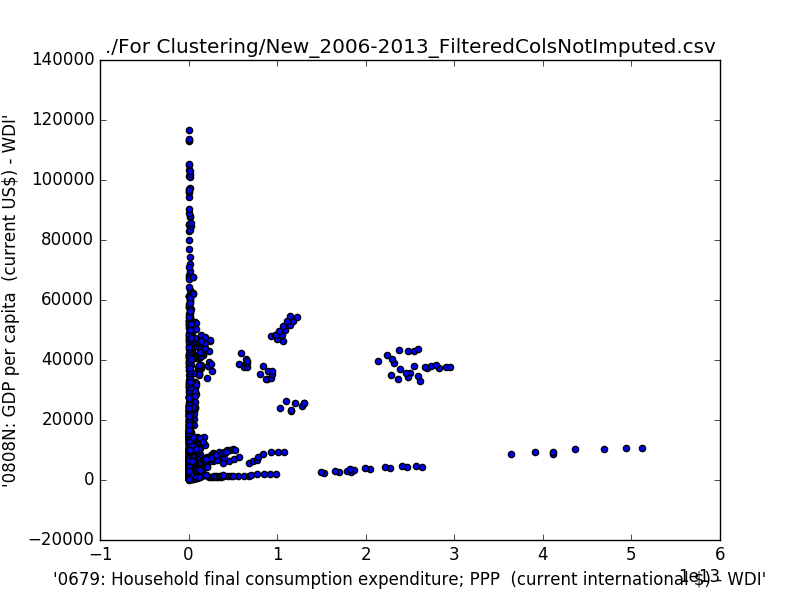 ./For Clustering/New_2006-2013_FilteredColsNotImputed.csv
140000
120000
100000
80000
60000
40000
20000
0
−20000
'0808N: GDP per capita  (current US$) - WDI'
−1 0 1 2 3 4 5 6
1e13
'0679: Household final consumption expenditure; PPP  (current international $) - WDI'